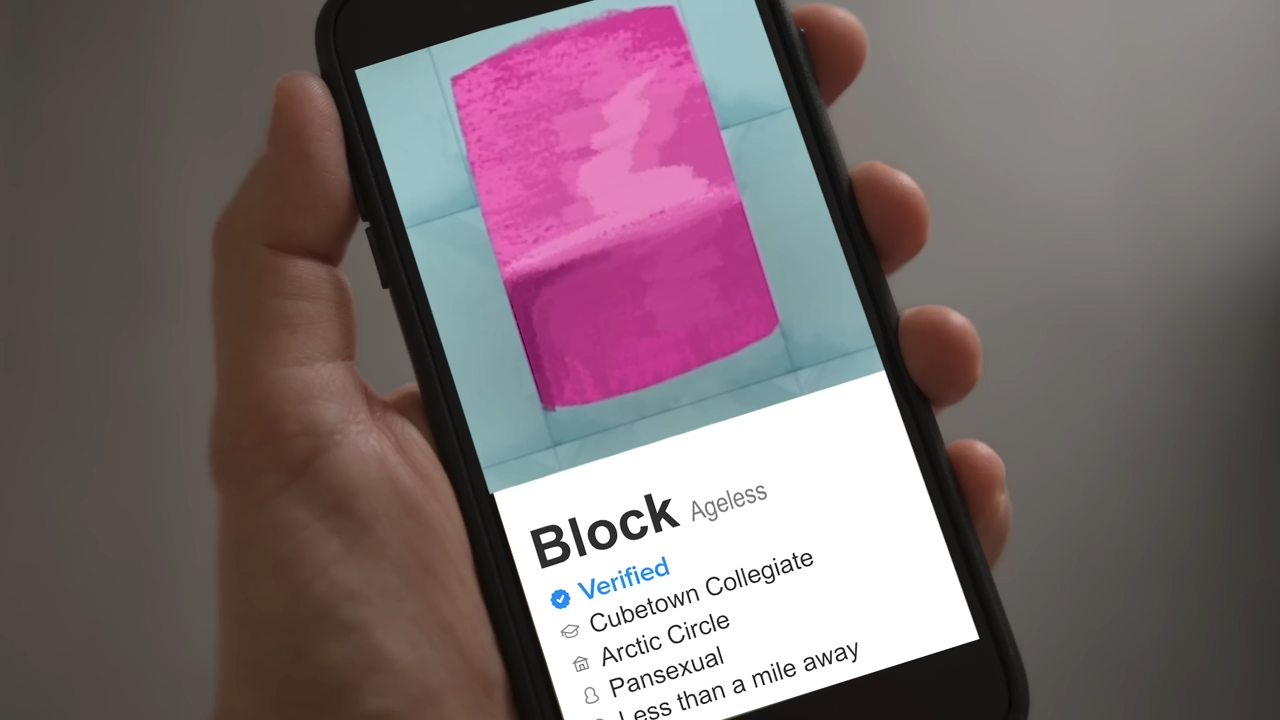 Block Ageless
Verified
Cubetown Collegiate
Arctic Circle
Pansexual
Less than a mile away